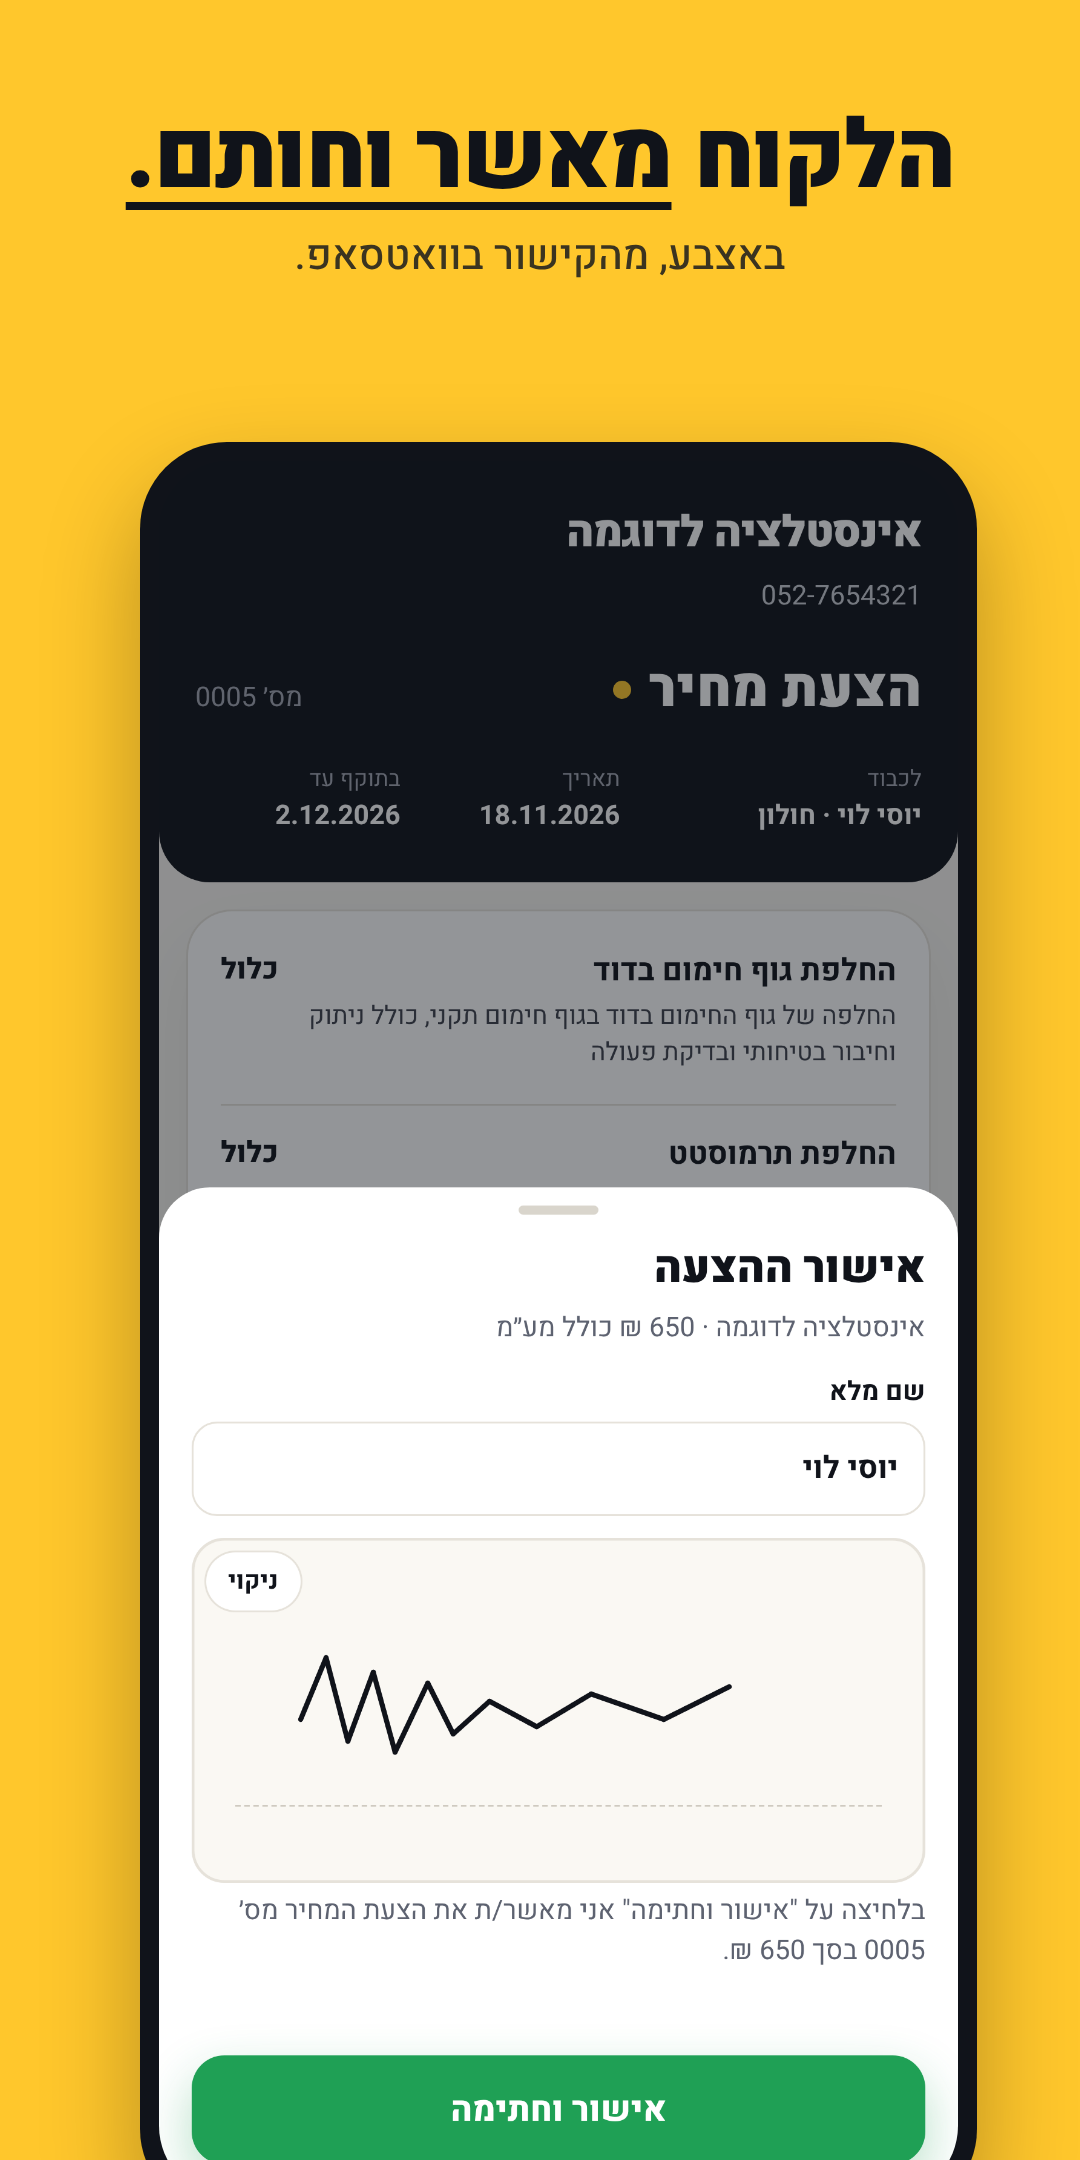 הלקוח מאשר וחותם.
באצבע, מהקישור בוואטסאפ.
אינסטלציה לדוגמה
052-7654321
הצעת מחיר
מס׳ 0005
לכבוד
תאריך
בתוקף עד
יוסי לוי · חולון
18.11.2026
2.12.2026
החלפת גוף חימום בדוד
כלול
החלפה של גוף החימום בדוד בגוף חימום תקני, כולל ניתוק
וחיבור בטיחותי ובדיקת פעולה
החלפת תרמוסטט
כלול
אישור ההצעה
אינסטלציה לדוגמה · 650 ₪ כולל מע״מ
שם מלא
יוסי לוי
ניקוי
בלחיצה על "אישור וחתימה" אני מאשר/ת את הצעת המחיר מס׳
0005 בסך 650 ₪.
אישור וחתימה